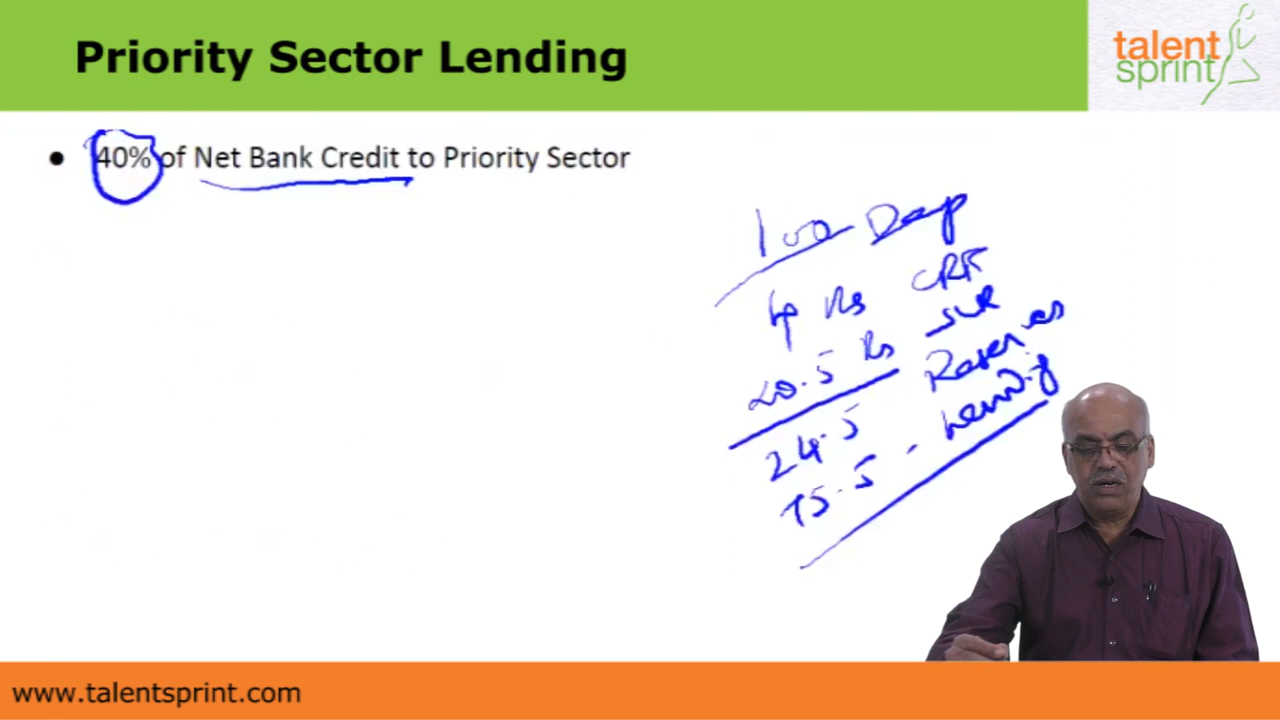 Priority Sector Lending
talent
sprint
• 40% of Net Bank Credit to Priority Sector
100 Dep
4 Rs CRR
20.5 Rs SLR
24.5 Reserves
75.5 - Lending
www.talentsprint.com